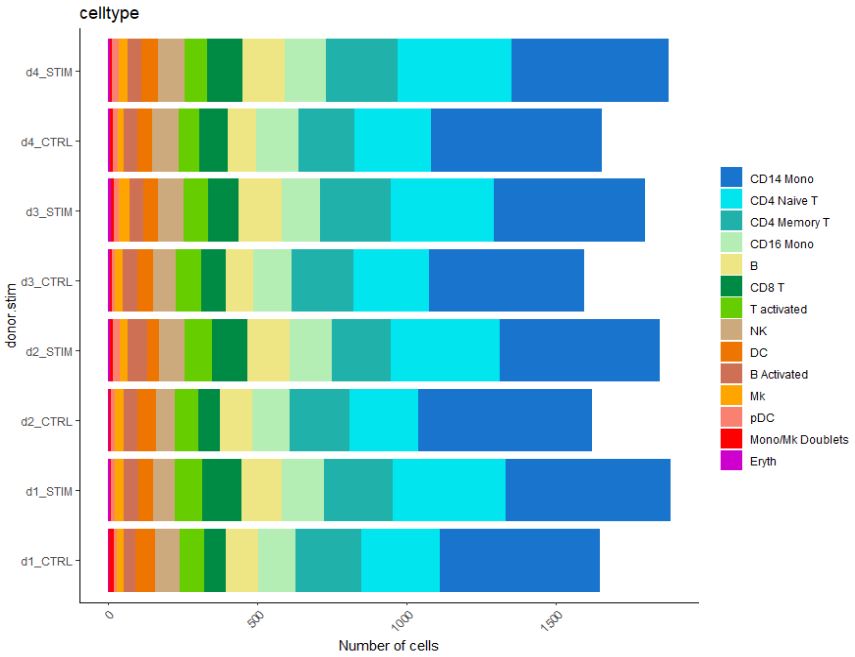 celltype
d4_STIM
d4_CTRL
d3_STIM
d3_CTRL
d2_STIM
d2_CTRL
d1_STIM
d1_CTRL
donor.stim
0
500
1000
1500
Number of cells
CD14 Mono
CD4 Naive T
CD4 Memory T
CD16 Mono
B
CD8 T
T activated
NK
DC
B Activated
Mk
pDC
Mono/Mk Doublets
Eryth